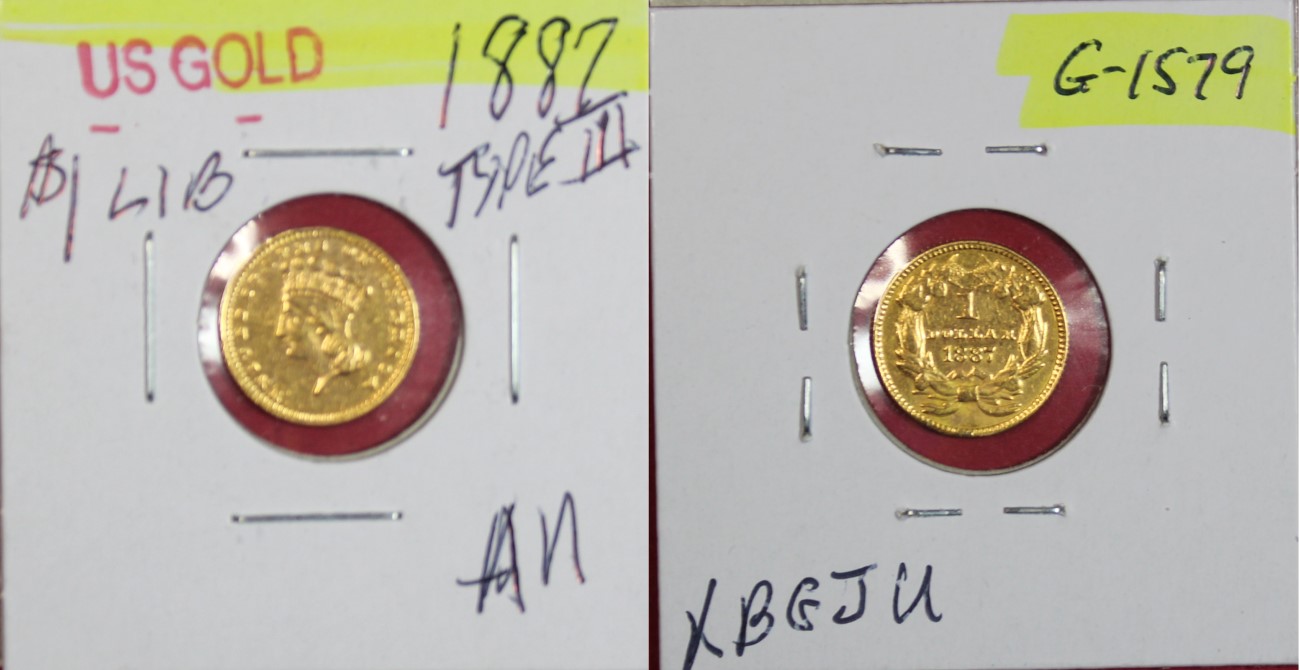 US GOLD
1887
$1 LIB
TYPE III
AU
G-1579
1
DOLLAR
1887
XBGJU